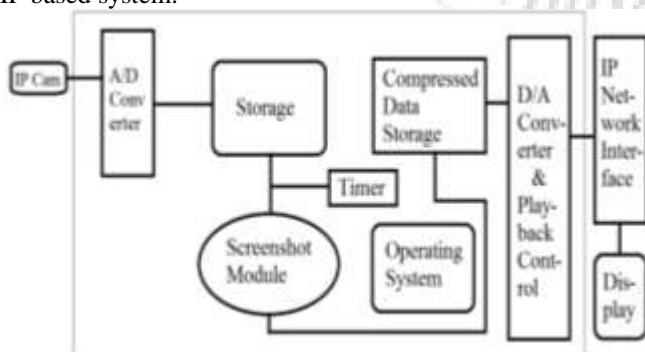 IP based system.
IP Cam
A/D
Conv
erter
Storage
Timer
Screenshot
Module
Compressed
Data
Storage
Operating
System
D/A
Conv-
erter
&
Play-
back
Cont-
rol
IP
Net-
work
Inter-
face
Dis-
play